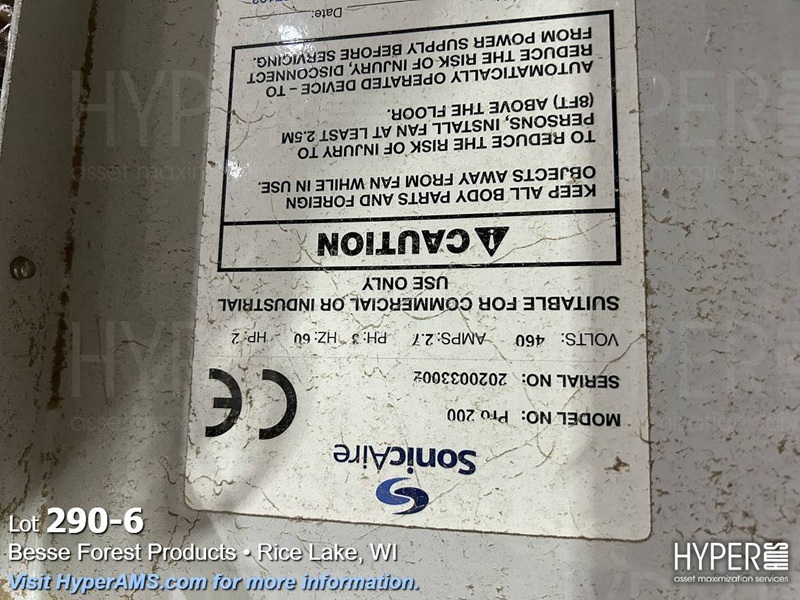 SonicAire
MODEL NO: Pro 200
SERIAL NO: 2020033002
VOLTS: 460 AMPS: 2.7 PH: 3 HZ: 60 HP: 2
CE
SUITABLE FOR COMMERCIAL OR INDUSTRIAL
USE ONLY
CAUTION
KEEP ALL BODY PARTS AND FOREIGN
OBJECTS AWAY FROM FAN WHILE IN USE.
TO REDUCE THE RISK OF INJURY TO
PERSONS, INSTALL FAN AT LEAST 2.5M
(8FT) ABOVE THE FLOOR.
AUTOMATICALLY OPERATED DEVICE – TO
REDUCE THE RISK OF INJURY, DISCONNECT
FROM POWER SUPPLY BEFORE SERVICING.
Date:
Lot 290-6
Besse Forest Products • Rice Lake, WI
Visit HyperAMS.com for more information.
HYPER AMS
asset maximization services